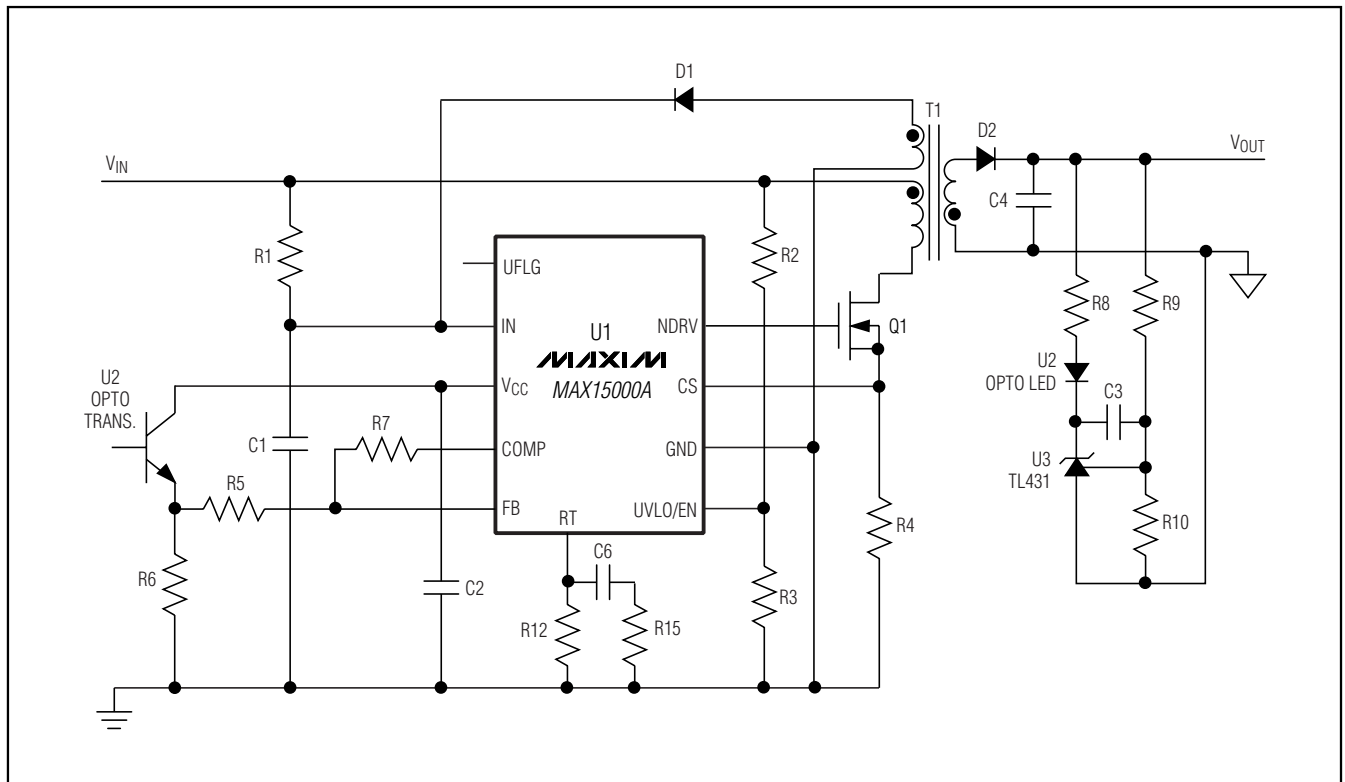 D1
T1
D2
VOUT
VIN
C4
R1
R2
UFLG
R8
R9
IN
NDRV
Q1
U1
MAXIM
MAX15000A
U2
OPTO
TRANS.
VCC
CS
U2
OPTO LED
C3
R7
C1
COMP
GND
U3
TL431
R5
FB
RT
UVLO/EN
R4
R10
R6
C2
C6
R3
R12
R15